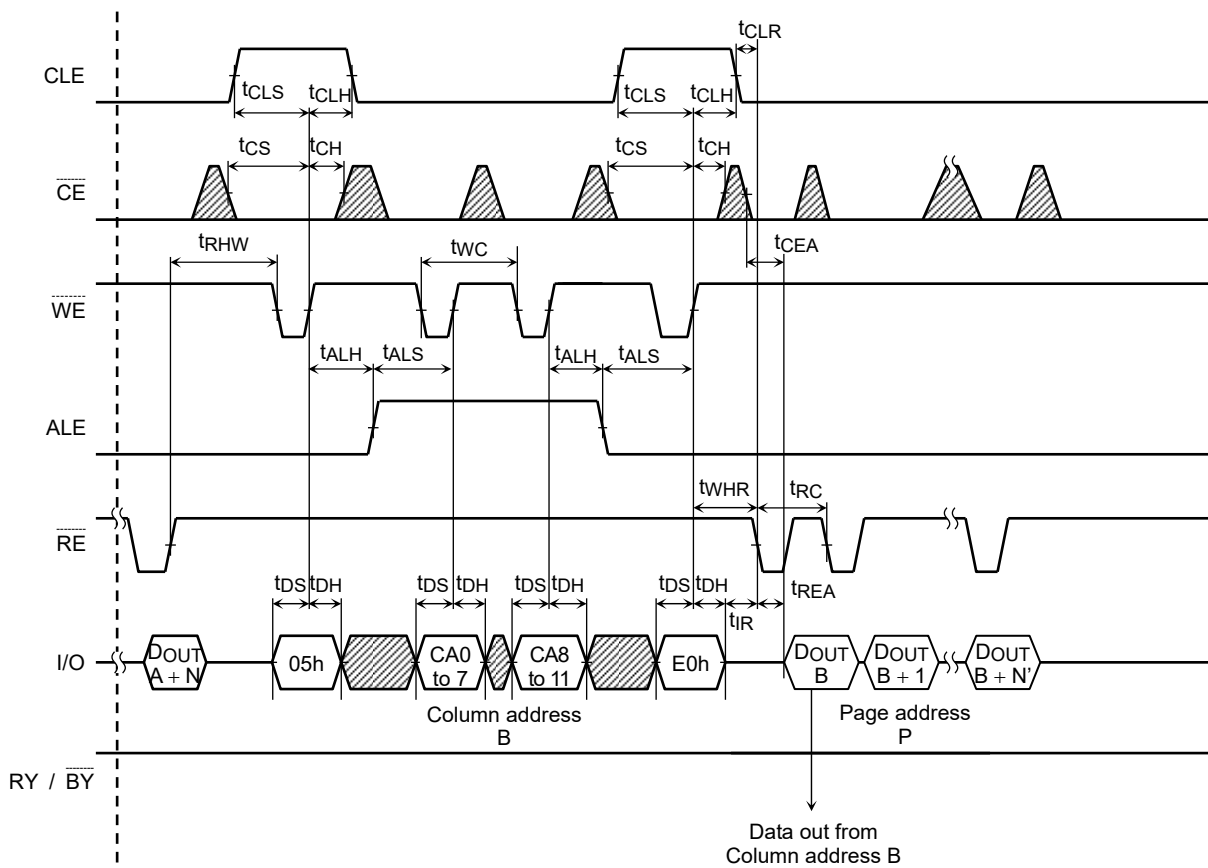 tCLR
CLE
tCLS
tCLH
tCLS
tCLH
tCS
tCH
tCS
tCH
CE
tRHW
tWC
tCEA
WE
tALH
tALS
tALH
tALS
ALE
tWHR
tRC
RE
tDS
tDH
tDS
tDH
tDS
tDH
tDS
tDH
tIR
tREA
I/O
DOUT
A + N
05h
CA0
to 7
CA8
to 11
E0h
DOUT
B
DOUT
B + 1
DOUT
B + N’
Column address
B
Page address
P
RY / BY
Data out from
Column address B